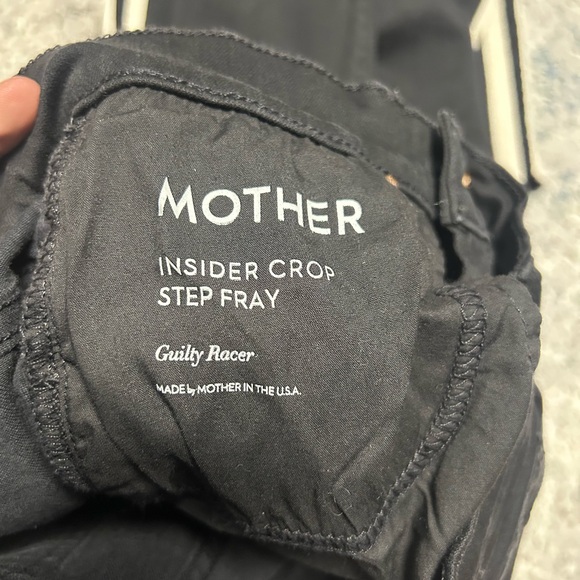 MOTHER
INSIDER CROP
STEP FRAY
Guilty Racer
MADE by MOTHER IN THE U.S.A.